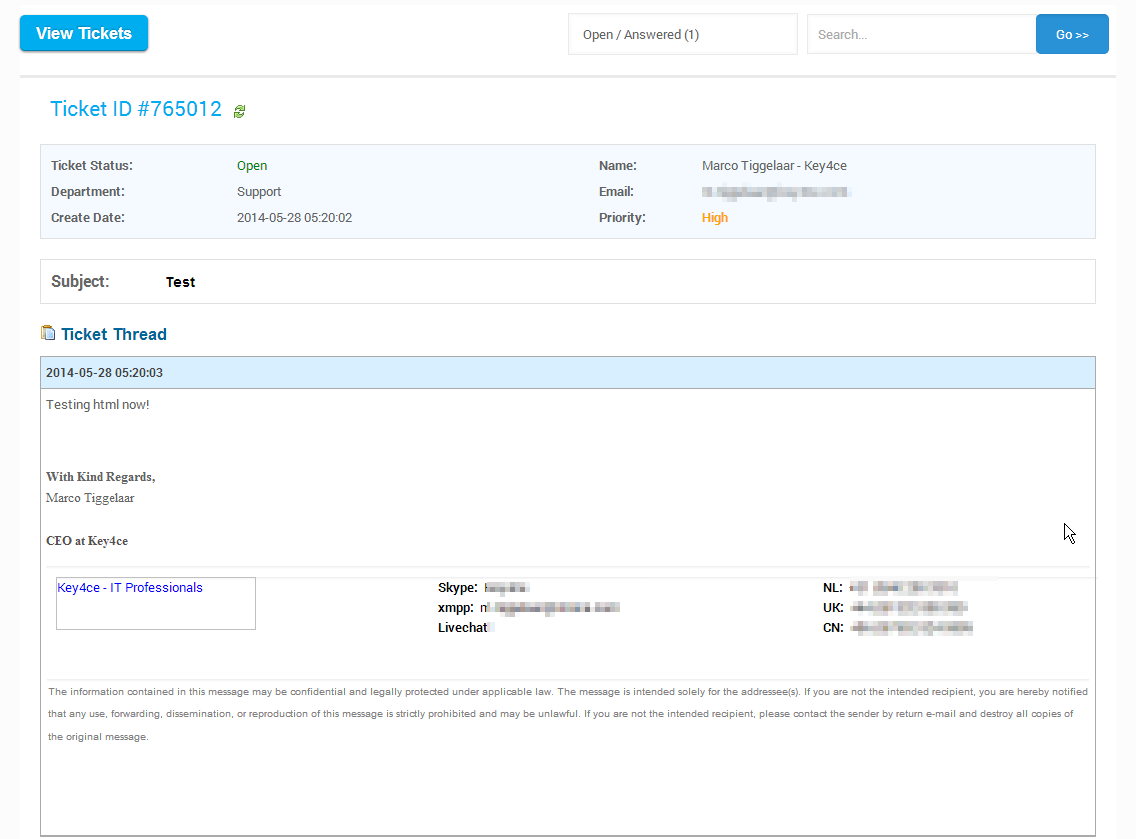 View Tickets
Open / Answered (1)
Search...
Go >>
Ticket ID #765012
Ticket Status: Open Name: Marco Tiggelaar - Key4ce
Department: Support Email:
Create Date: 2014-05-28 05:20:02 Priority: High
Subject: Test
Ticket Thread
2014-05-28 05:20:03
Testing html now!
With Kind Regards,
Marco Tiggelaar
CEO at Key4ce
Key4ce - IT Professionals Skype: NL:
xmpp: UK:
Livechat CN:
The information contained in this message may be confidential and legally protected under applicable law. The message is intended solely for the addressee(s). If you are not the intended recipient, you are hereby notified
that any use, forwarding, dissemination, or reproduction of this message is strictly prohibited and may be unlawful. If you are not the intended recipient, please contact the sender by return e-mail and destroy all copies of
the original message.